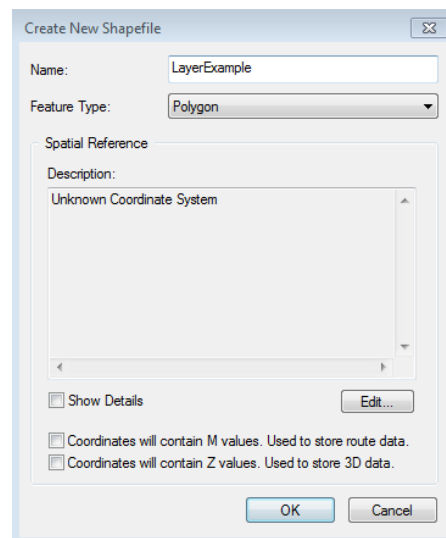 Create New Shapefile
Name: LayerExample
Feature Type: Polygon
Spatial Reference
Description:
Unknown Coordinate System
Show Details Edit...
Coordinates will contain M values. Used to store route data.
Coordinates will contain Z values. Used to store 3D data.
OK Cancel